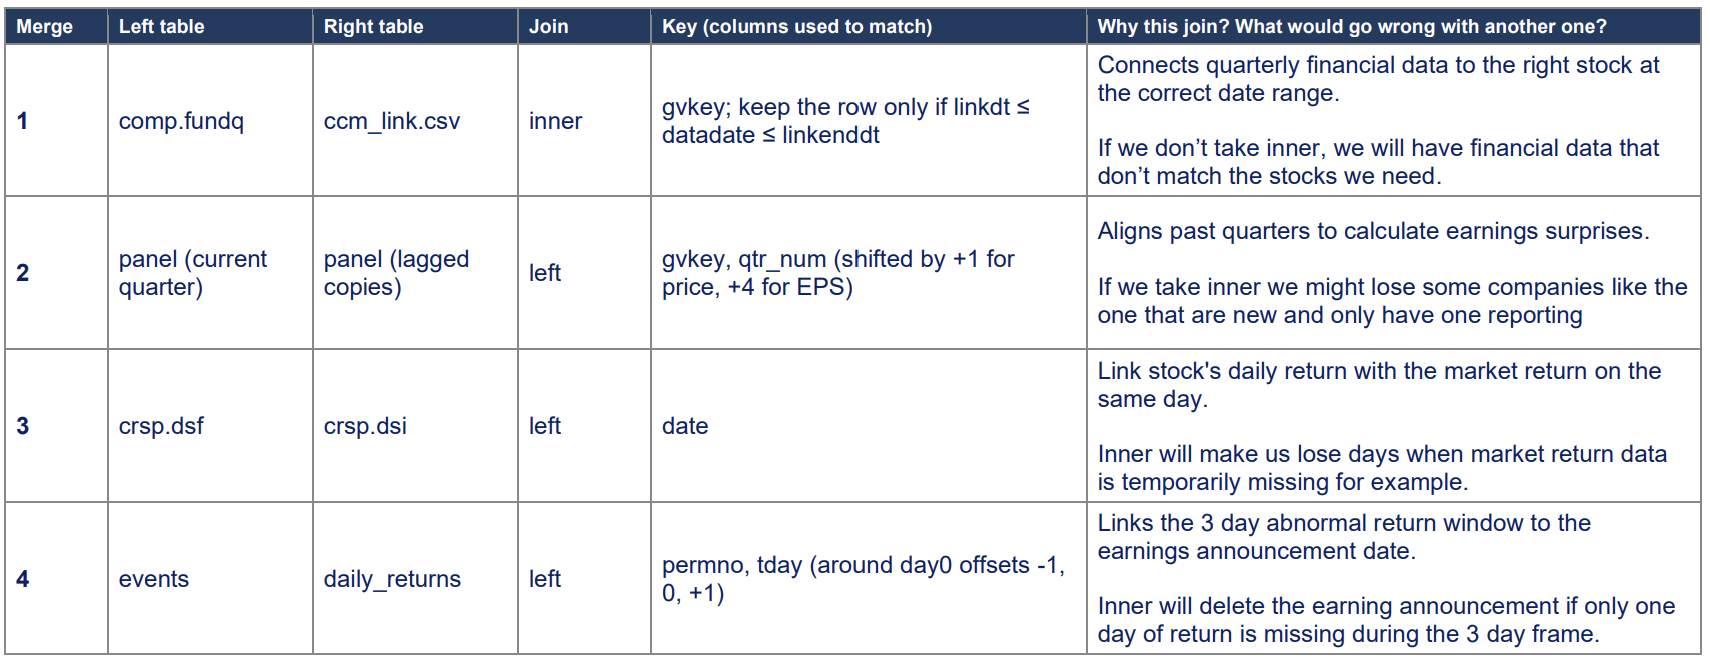 Merge Left table Right table Join Key (columns used to match) Why this join? What would go wrong with another one?
1 comp.fundq ccm_link.csv inner
gvkey; keep the row only if linkdt ≤
datadate ≤ linkenddt
Connects quarterly financial data to the right stock at
the correct date range.
If we don’t take inner, we will have financial data that
don’t match the stocks we need.
2
panel (current
quarter)
panel (lagged
copies)
left
gvkey, qtr_num (shifted by +1 for
price, +4 for EPS)
Aligns past quarters to calculate earnings surprises.
If we take inner we might lose some companies like the
one that are new and only have one reporting
3 crsp.dsf crsp.dsi left date
Link stock's daily return with the market return on the
same day.
Inner will make us lose days when market return data
is temporarily missing for example.
4 events daily_returns left
permno, tday (around day0 offsets -1,
0, +1)
Links the 3 day abnormal return window to the
earnings announcement date.
Inner will delete the earning announcement if only one
day of return is missing during the 3 day frame.